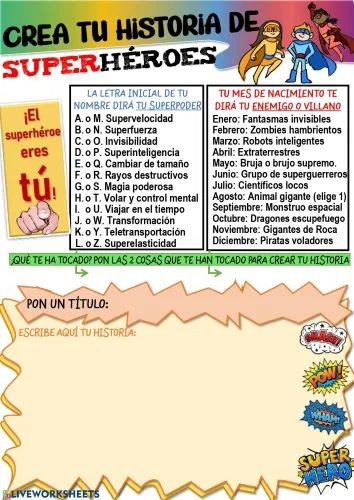 CREA TU HISTORIA DE
SUPERHÉROES
¡El
superhéroe
eres
tú!
LA LETRA INICIAL DE TU
NOMBRE DIRÁ TU SUPERPODER
A. o M. Supervelocidad
B. o N. Superfuerza
C. o O. Invisibilidad
D. o P. Superinteligencia
E. o Q. Cambiar de tamaño
F. o R. Rayos destructivos
G. o S. Magia poderosa
H. o T. Volar y control mental
I. o U. Viajar en el tiempo
J. o W. Transformación
K. o Y. Teletransportación
L. o Z. Superelasticidad
TU MES DE NACIMIENTO TE
DIRÁ TU ENEMIGO O VILLANO
Enero: Fantasmas invisibles
Febrero: Zombies hambrientos
Marzo: Robots inteligentes
Abril: Extraterrestres
Mayo: Bruja o brujo supremo.
Junio: Grupo de superguerreros
Julio: Científicos locos
Agosto: Animal gigante (elige 1)
Septiembre: Monstruo espacial
Octubre: Dragones escupefuego
Noviembre: Gigantes de Roca
Diciembre: Piratas voladores
¿QUÉ TE HA TOCADO? PON LAS 2 COSAS QUE TE HAN TOCADO PARA CREAR TU HISTORIA
PON UN TÍTULO:
ESCRIBE AQUÍ TU HISTORIA:
POW!
WHAM!
SUPER
HERO
LIVEWORKSHEETS